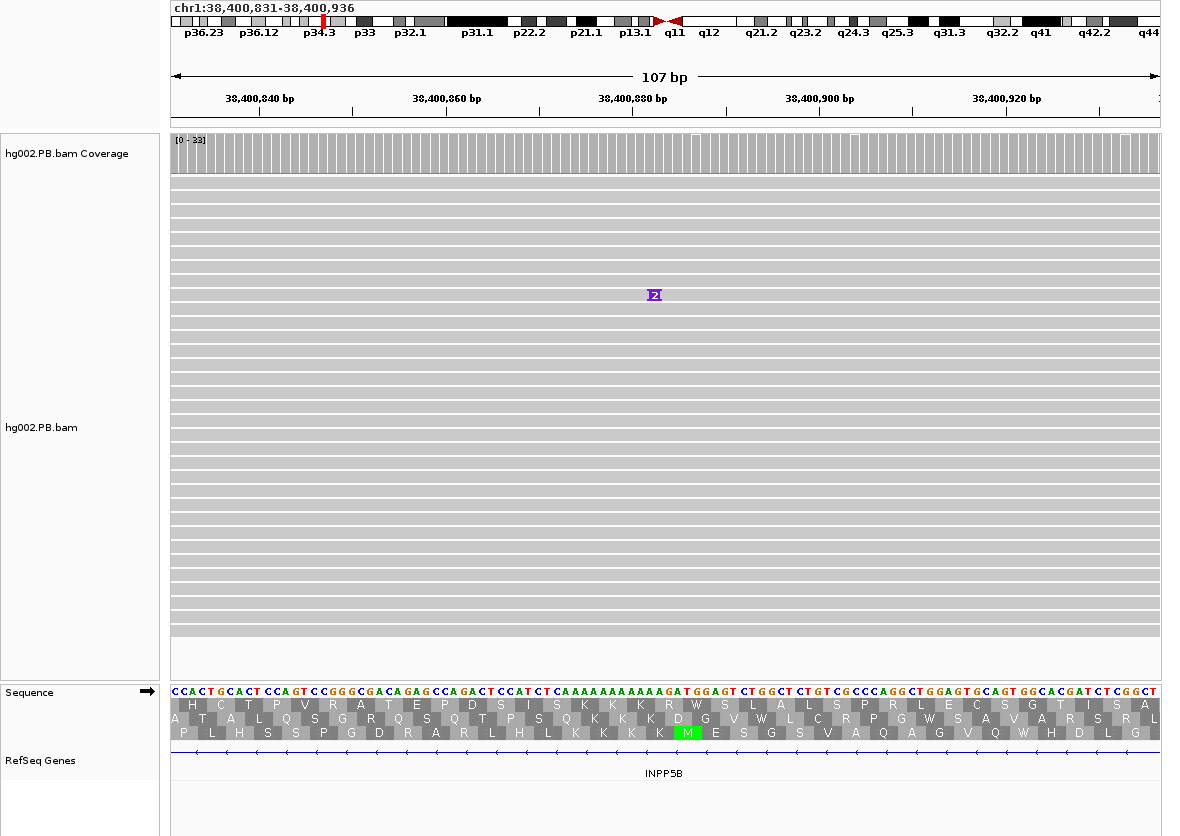 chr1:38,400,831-38,400,936
p36.23 p36.12 p34.3 p33 p32.1 p31.1 p22.2 p21.1 p13.1 q11 q12 q21.2 q23.2 q24.3 q25.3 q31.3 q32.2 q41 q42.2 q44
107 bp
38,400,840 bp 38,400,860 bp 38,400,880 bp 38,400,900 bp 38,400,920 bp
hg002.PB.bam Coverage
[0 - 33]
2
hg002.PB.bam
Sequence
CCACTGCACTCCAGTCCGGGCGACAGAGCCAGACTCCATCTCAAAAAAAAAAAGATGGAGTCTGGCTCTGTCGCCCAGGCTGGAGTGCAGTGGCACGATCTCGGCT
H C T P V R A T E P D S I S K K K R W S L A L S P R L E C S G T I S A
A T A L Q S G R Q S Q T P S Q K K K D G V W L C R P G W S A V A R S R L
P L H S S P G D R A R L H L K K K K M E S G S V A Q A G V Q W H D L G
RefSeq Genes
INPP5B